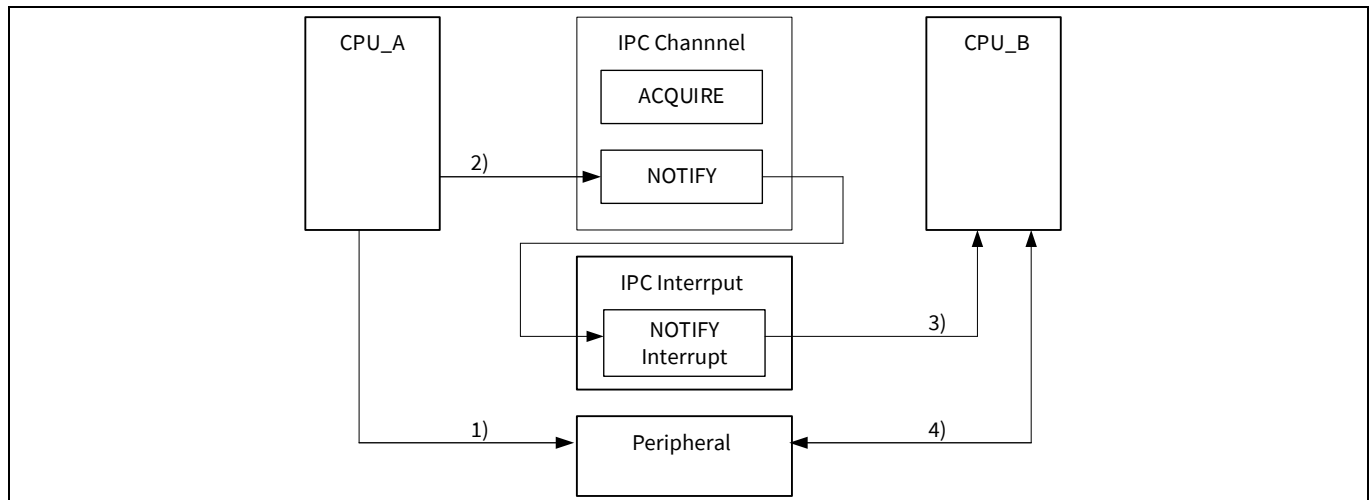 CPU_A
IPC Channnel
CPU_B
ACQUIRE
2)
NOTIFY
IPC Interrput
NOTIFY
Interrupt
3)
1)
Peripheral
4)